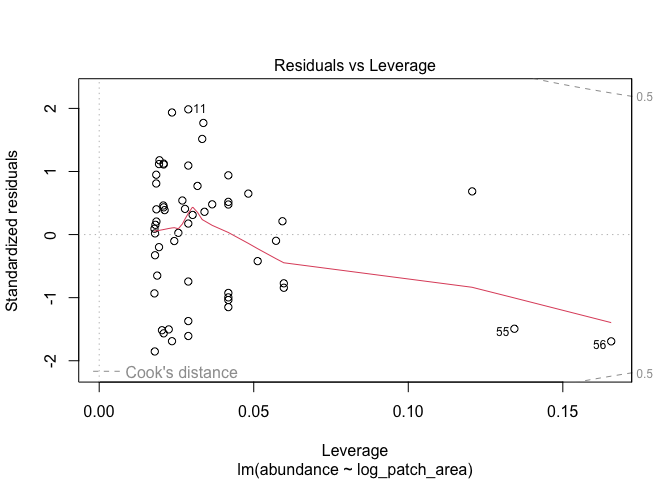 Residuals vs Leverage
Standardized residuals
2
1
0
-1
-2
11
55
56
0.5
0.5
Cook's distance
0.00
0.05
0.10
0.15
Leverage
lm(abundance ~ log_patch_area)